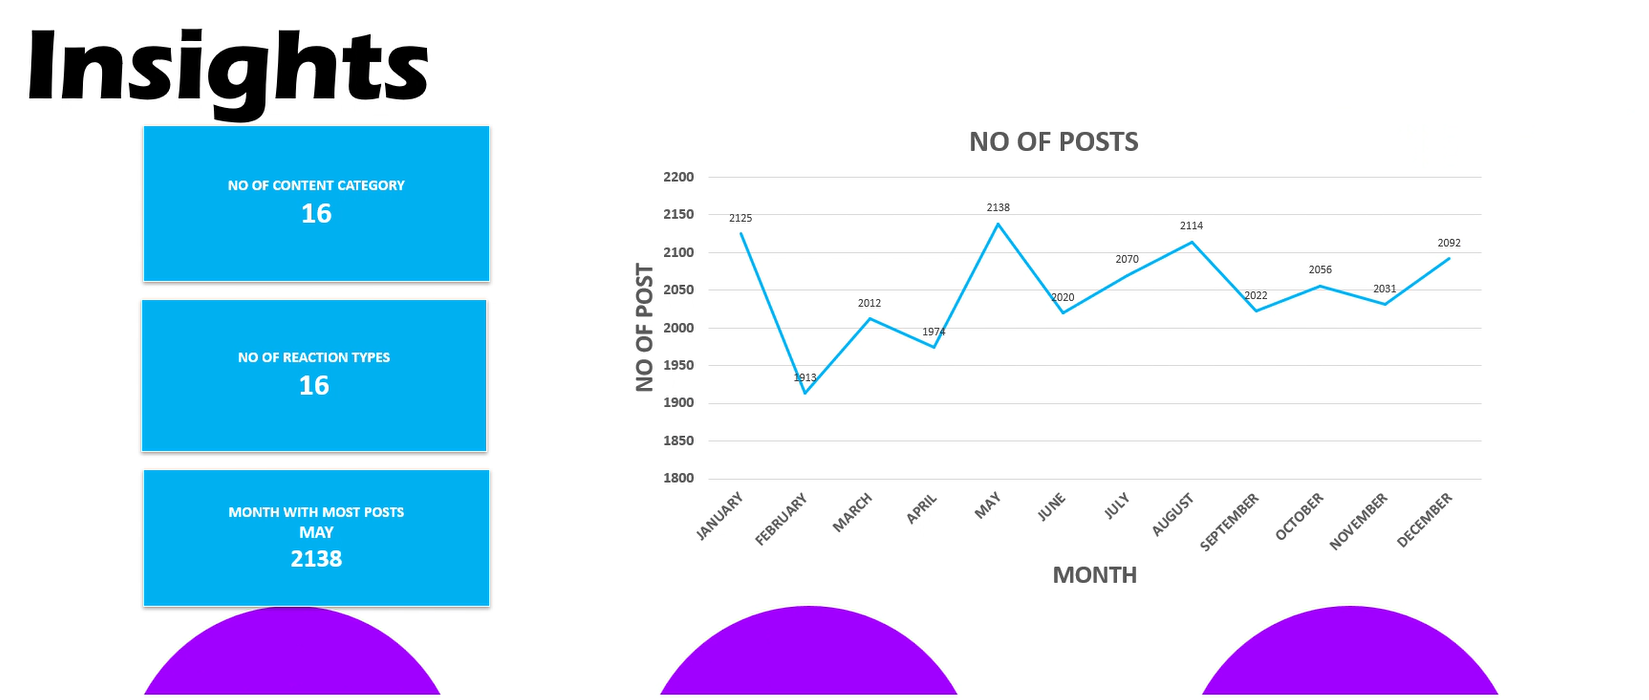 Insights
NO OF CONTENT CATEGORY
16
NO OF REACTION TYPES
16
MONTH WITH MOST POSTS
MAY
2138
NO OF POSTS
NO OF POST
2200
2150
2100
2050
2000
1950
1900
1850
1800
2125
1913
2012
1974
2138
2020
2070
2114
2022
2056
2031
2092
JANUARY
FEBRUARY
MARCH
APRIL
MAY
JUNE
JULY
AUGUST
SEPTEMBER
OCTOBER
NOVEMBER
DECEMBER
MONTH